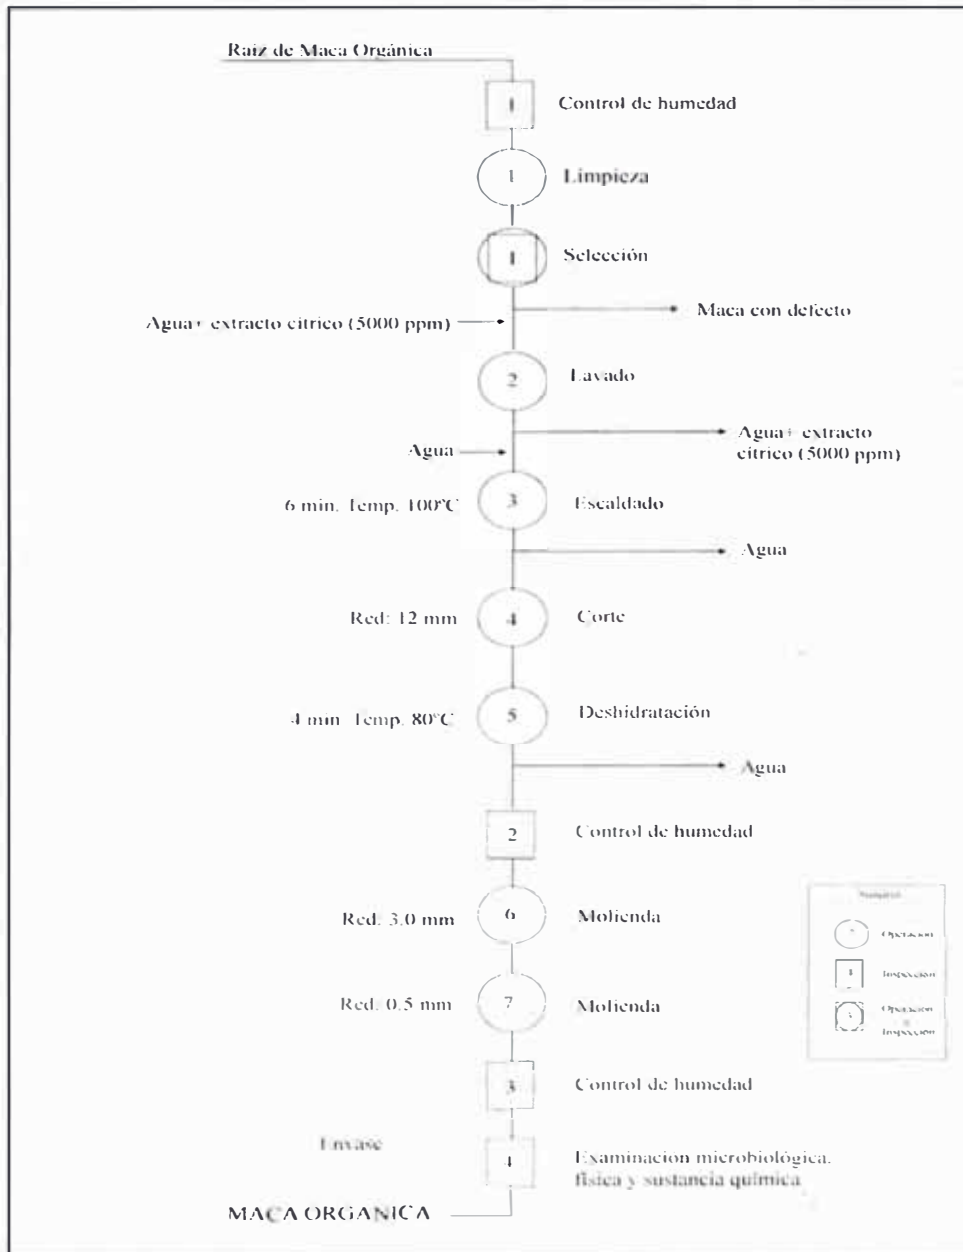 Raíz de Maca Orgánica
1
Control de humedad
1
Limpieza
1
Selección
Maca con defecto
Agua+ extracto cítrico (5000 ppm)
2
Lavado
Agua+ extracto
cítrico (5000 ppm)
Agua
3
Escaldado
6 min. Temp. 100°C
Agua
Red: 12 mm
4
Corte
4 min. Temp. 80°C
5
Deshidratación
Agua
2
Control de humedad
Red: 3.0 mm
6
Molienda
Red: 0.5 mm
7
Molienda
3
Control de humedad
Envase
4
Examinacion microbiológica,
física y sustancia química
MACA ORGANICA
7
Operación
4
Inspección
Operación
Inspección